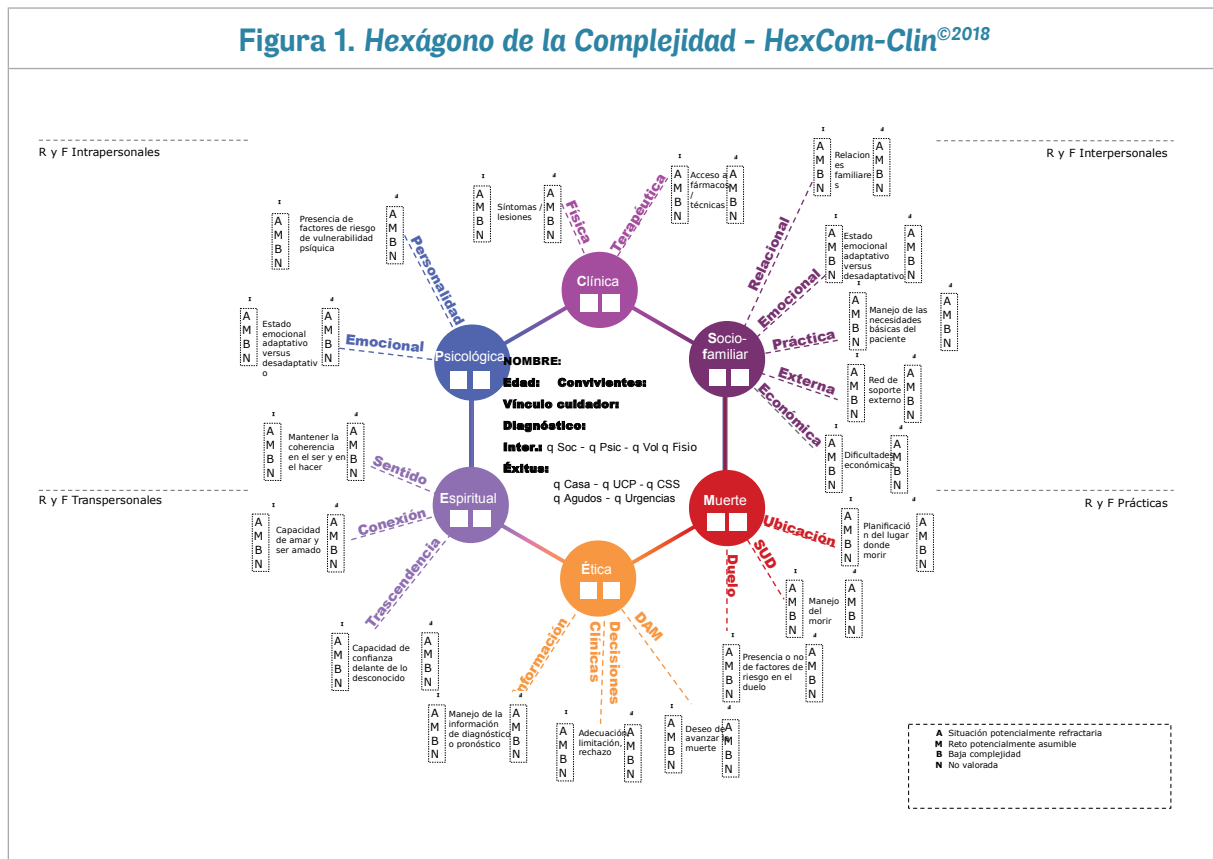 Figura 1. Hexágono de la Complejidad - HexCom-Clin©2018
R y F Intrapersonales
R y F Interpersonales
Clínica
Física
I
A
M
B
N
Síntomas /
lesiones
F
A
M
B
N
Terapéutica
I
A
M
B
N
Acceso a
fármacos
/
técnicas
F
A
M
B
N
Socio-
familiar
Relacional
I
A
M
B
N
Relacion
es
familiare
s
F
A
M
B
N
Emocional
I
A
M
B
N
Estado
emocional
adaptativo
versus
desadaptativo
F
A
M
B
N
Práctica
I
A
M
B
N
Manejo de las
necesidades
básicas del
paciente
F
A
M
B
N
Externa
I
A
M
B
N
Red de
soporte
externo
F
A
M
B
N
Económica
I
A
M
B
N
Dificultades
económicas
F
A
M
B
N
Psicológica
Personalidad
I
A
M
B
N
Presencia de
factores de riesgo
de vulnerabilidad
psíquica
F
A
M
B
N
Emocional
I
A
M
B
N
Estado
emocional
adaptativo
versus
desadaptativ
o
F
A
M
B
N
NOMBRE:
Edad: Convivientes:
Vínculo cuidador:
Diagnóstico:
Inter.: q Soc - q Psic - q Vol q Fisio
Éxitus:
q Casa - q UCP - q CSS
q Agudos - q Urgencias
R y F Transpersonales
R y F Prácticas
Espiritual
Sentido
I
A
M
B
N
Mantener la
coherencia
en el ser y en
el hacer
F
A
M
B
N
Conexión
I
A
M
B
N
Capacidad
de amar y
ser amado
F
A
M
B
N
Trascendencia
I
A
M
B
N
Capacidad de
confianza
delante de lo
desconocido
F
A
M
B
N
Muerte
Ubicación
I
A
M
B
N
Planificació
n del lugar
donde
morir
F
A
M
B
N
SUD
I
A
M
B
N
Manejo
del
morir
F
A
M
B
N
Duelo
I
A
M
B
N
Presencia o no
de factores de
riesgo en el
duelo
F
A
M
B
N
Ética
Información
I
A
M
B
N
Manejo de la
información
de diagnóstico
o pronóstico
F
A
M
B
N
Decisiones
Clínicas
I
A
M
B
N
Adecuación,
limitación,
rechazo
F
A
M
B
N
DAM
I
A
M
B
N
Deseo de
avanzar la
muerte
F
A
M
B
N
A Situación potencialmente refractaria
M Reto potencialmente asumible
B Baja complejidad
N No valorada